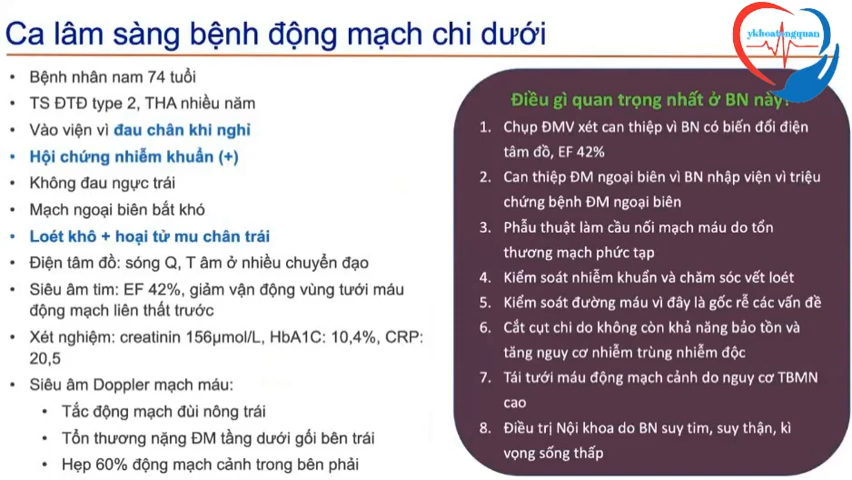 Ca lâm sàng bệnh động mạch chi dưới
ykhoatongquan
• Bệnh nhân nam 74 tuổi
• TS ĐTĐ type 2, THA nhiều năm
• Vào viện vì đau chân khi nghỉ
• Hội chứng nhiễm khuẩn (+)
• Không đau ngực trái
• Mạch ngoại biên bắt khó
• Loét khô + hoại tử mu chân trái
• Điện tâm đồ: sóng Q, T âm ở nhiều chuyển đạo
• Siêu âm tim: EF 42%, giảm vận động vùng tưới máu
động mạch liên thất trước
• Xét nghiệm: creatinin 156µmol/L, HbA1C: 10,4%, CRP:
20,5
• Siêu âm Doppler mạch máu:
• Tắc động mạch đùi nông trái
• Tổn thương nặng ĐM tầng dưới gối bên trái
• Hẹp 60% động mạch cảnh trong bên phải
Điều gì quan trọng nhất ở BN này?
1. Chụp ĐMV xét can thiệp vì BN có biến đổi điện
tâm đồ, EF 42%
2. Can thiệp ĐM ngoại biên vì BN nhập viện vì triệu
chứng bệnh ĐM ngoại biên
3. Phẫu thuật làm cầu nối mạch máu do tổn
thương mạch phức tạp
4. Kiểm soát nhiễm khuẩn và chăm sóc vết loét
5. Kiểm soát đường máu vì đây là gốc rễ các vấn đề
6. Cắt cụt chi do không còn khả năng bảo tồn và
tăng nguy cơ nhiễm trùng nhiễm độc
7. Tái tưới máu động mạch cảnh do nguy cơ TBMN
cao
8. Điều trị Nội khoa do BN suy tim, suy thận, kì
vọng sống thấp